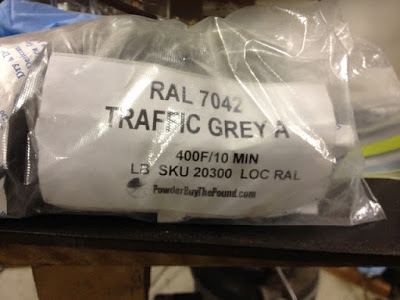 RAL 7042
TRAFFIC GREY A
400F/10 MIN
LB SKU 20300 LOC RAL
PowderBuyThePound.com